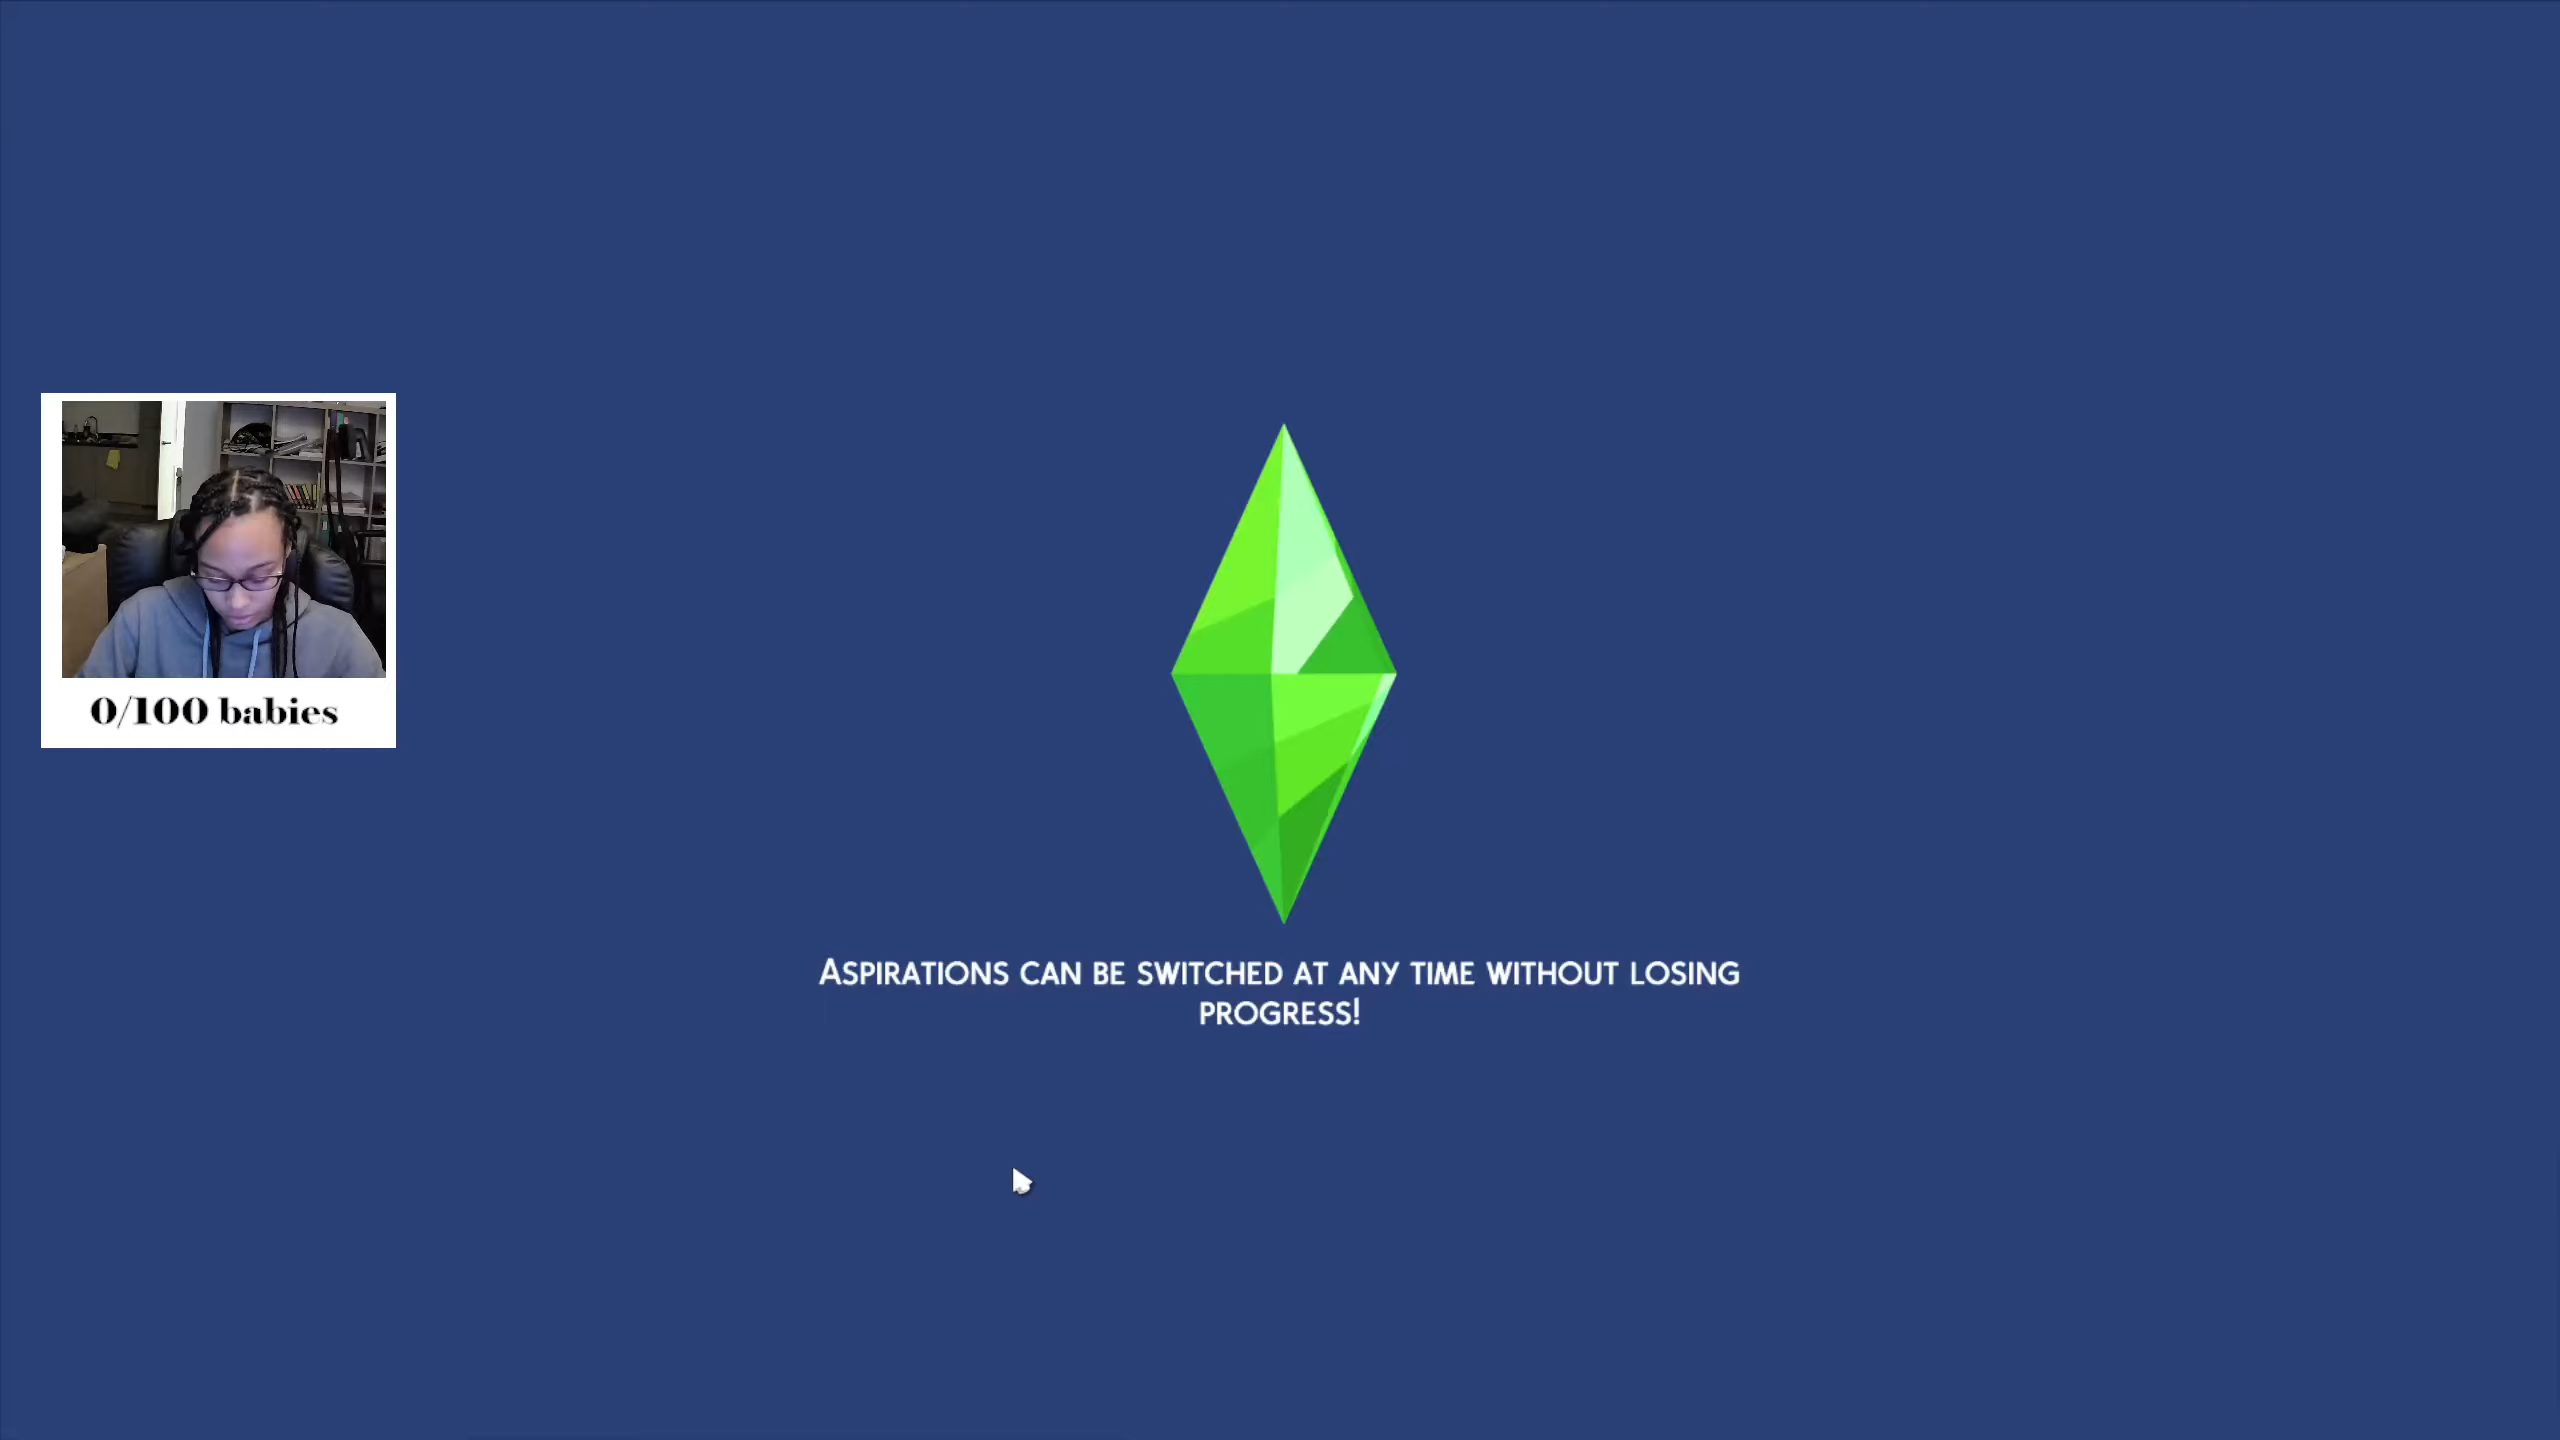 0/100 babies
ASPIRATIONS CAN BE SWITCHED AT ANY TIME WITHOUT LOSING
PROGRESS!